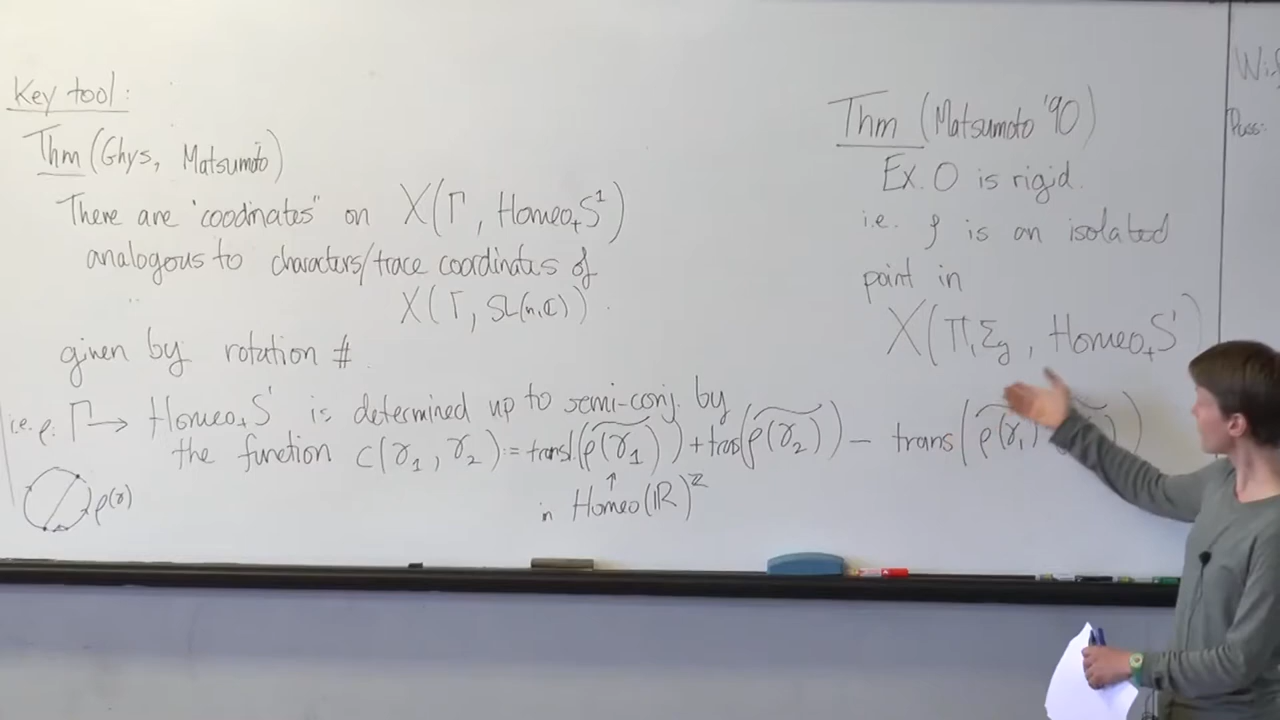 Key tool:
Thm (Ghys, Matsumoto)
There are "coodinates" on X(Γ, Homeo₊S¹)
analogous to characters/trace coordinates of
X(Γ, SL(n,ℂ)).
given by rotation #.
i.e. ρ: Γ → Homeo₊S¹ is determined up to semi-conj. by
the function c(γ₁, γ₂) := transl.(ρ(γ₁)~) + tras(ρ(γ₂)~) − trans(ρ(γ₁)
↑
in Homeo(ℝ)^ℤ
ρ(γ)
Thm (Matsumoto '90)
Ex. 0 is rigid.
i.e. ρ is an isolated
point in
X(π₁Σg, Homeo₊S¹)